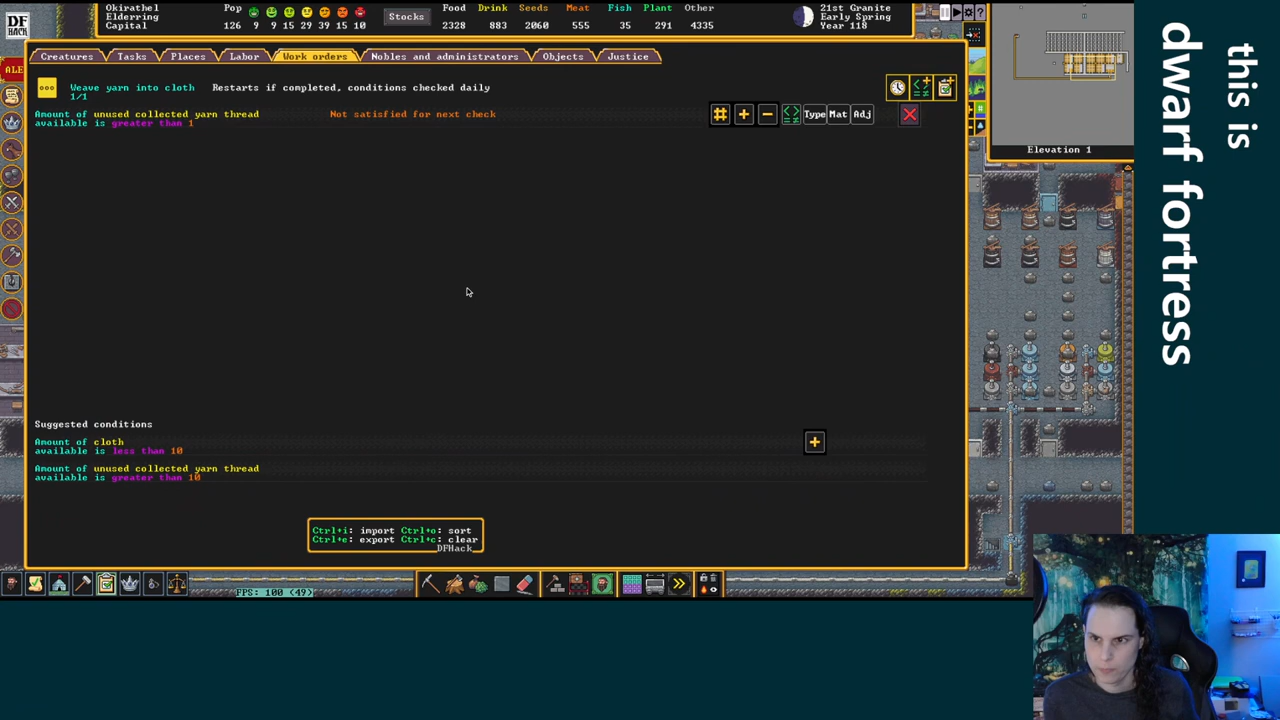 DF
HACK
Okirathel
Elderring
Capital
Pop
126 9 9 15 29 39 15 10
Stocks
Food Drink Seeds Meat Fish Plant Other
2328 883 2060 555 35 291 4335
21st Granite
Early Spring
Year 118
ALE
Creatures Tasks Places Labor Work orders Nobles and administrators Objects Justice
Weave yarn into cloth Restarts if completed, conditions checked daily
1/1
Amount of unused collected yarn thread Not satisfied for next check
available is greater than 1
Type Mat Adj
Elevation 1
this is
dwarf fortress
Suggested conditions
Amount of cloth
available is less than 10
Amount of unused collected yarn thread
available is greater than 10
Ctrl+i: import Ctrl+o: sort
Ctrl+e: export Ctrl+c: clear
DFHack
FPS: 100 (49)